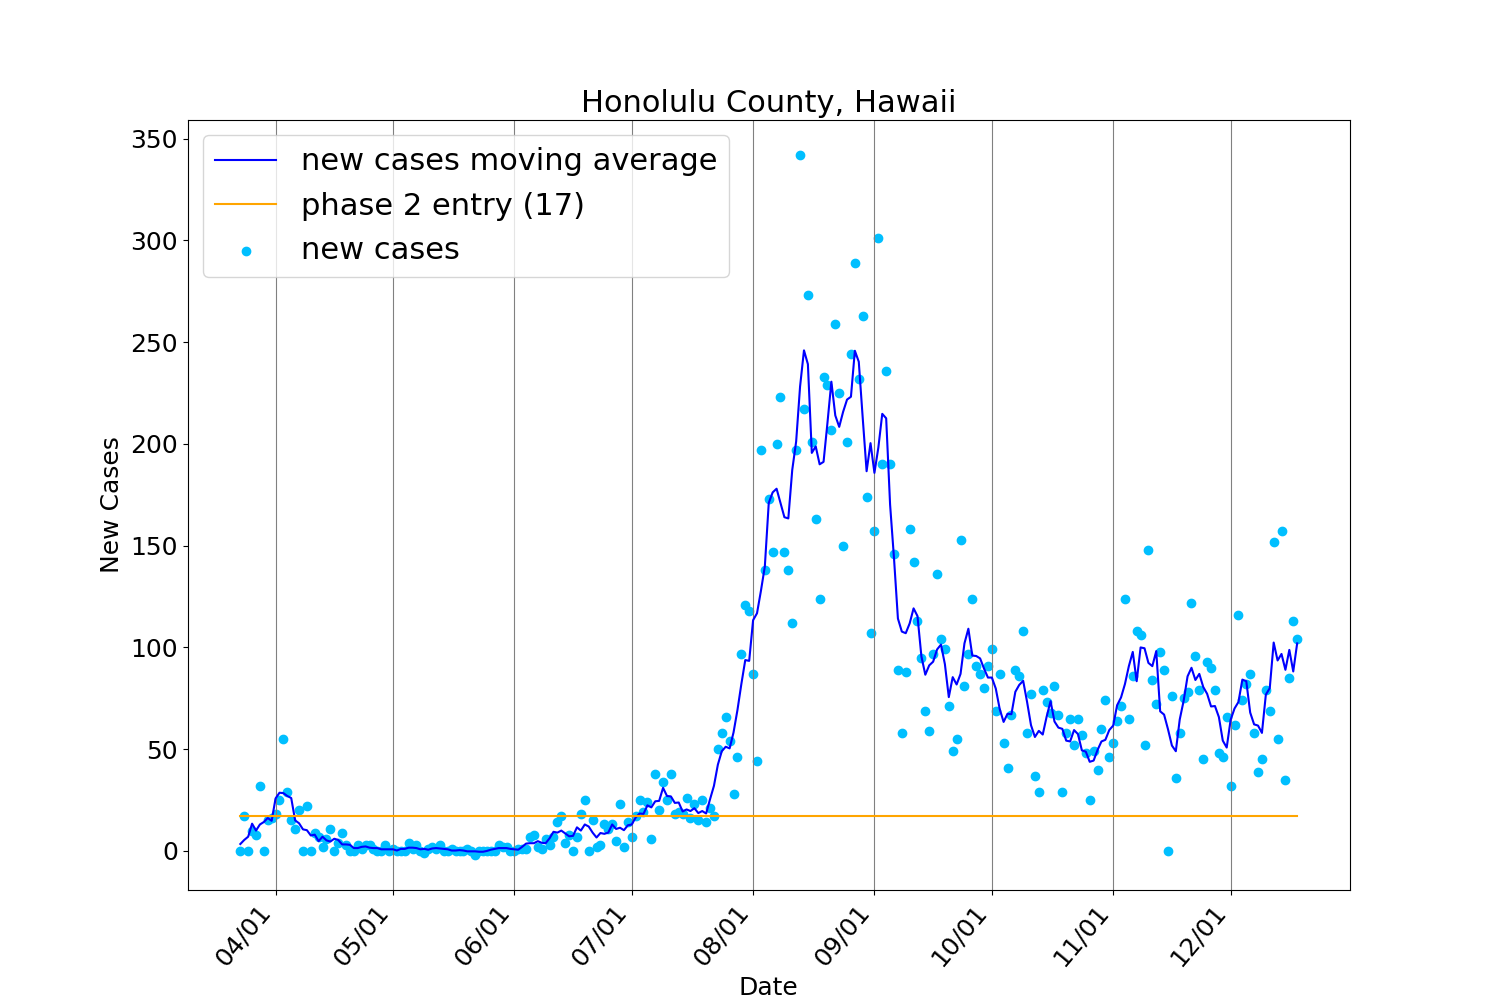 Honolulu County, Hawaii
new cases moving average
phase 2 entry (17)
new cases
350
300
250
200
150
100
50
0
New Cases
04/01
05/01
06/01
07/01
08/01
09/01
10/01
11/01
12/01
Date